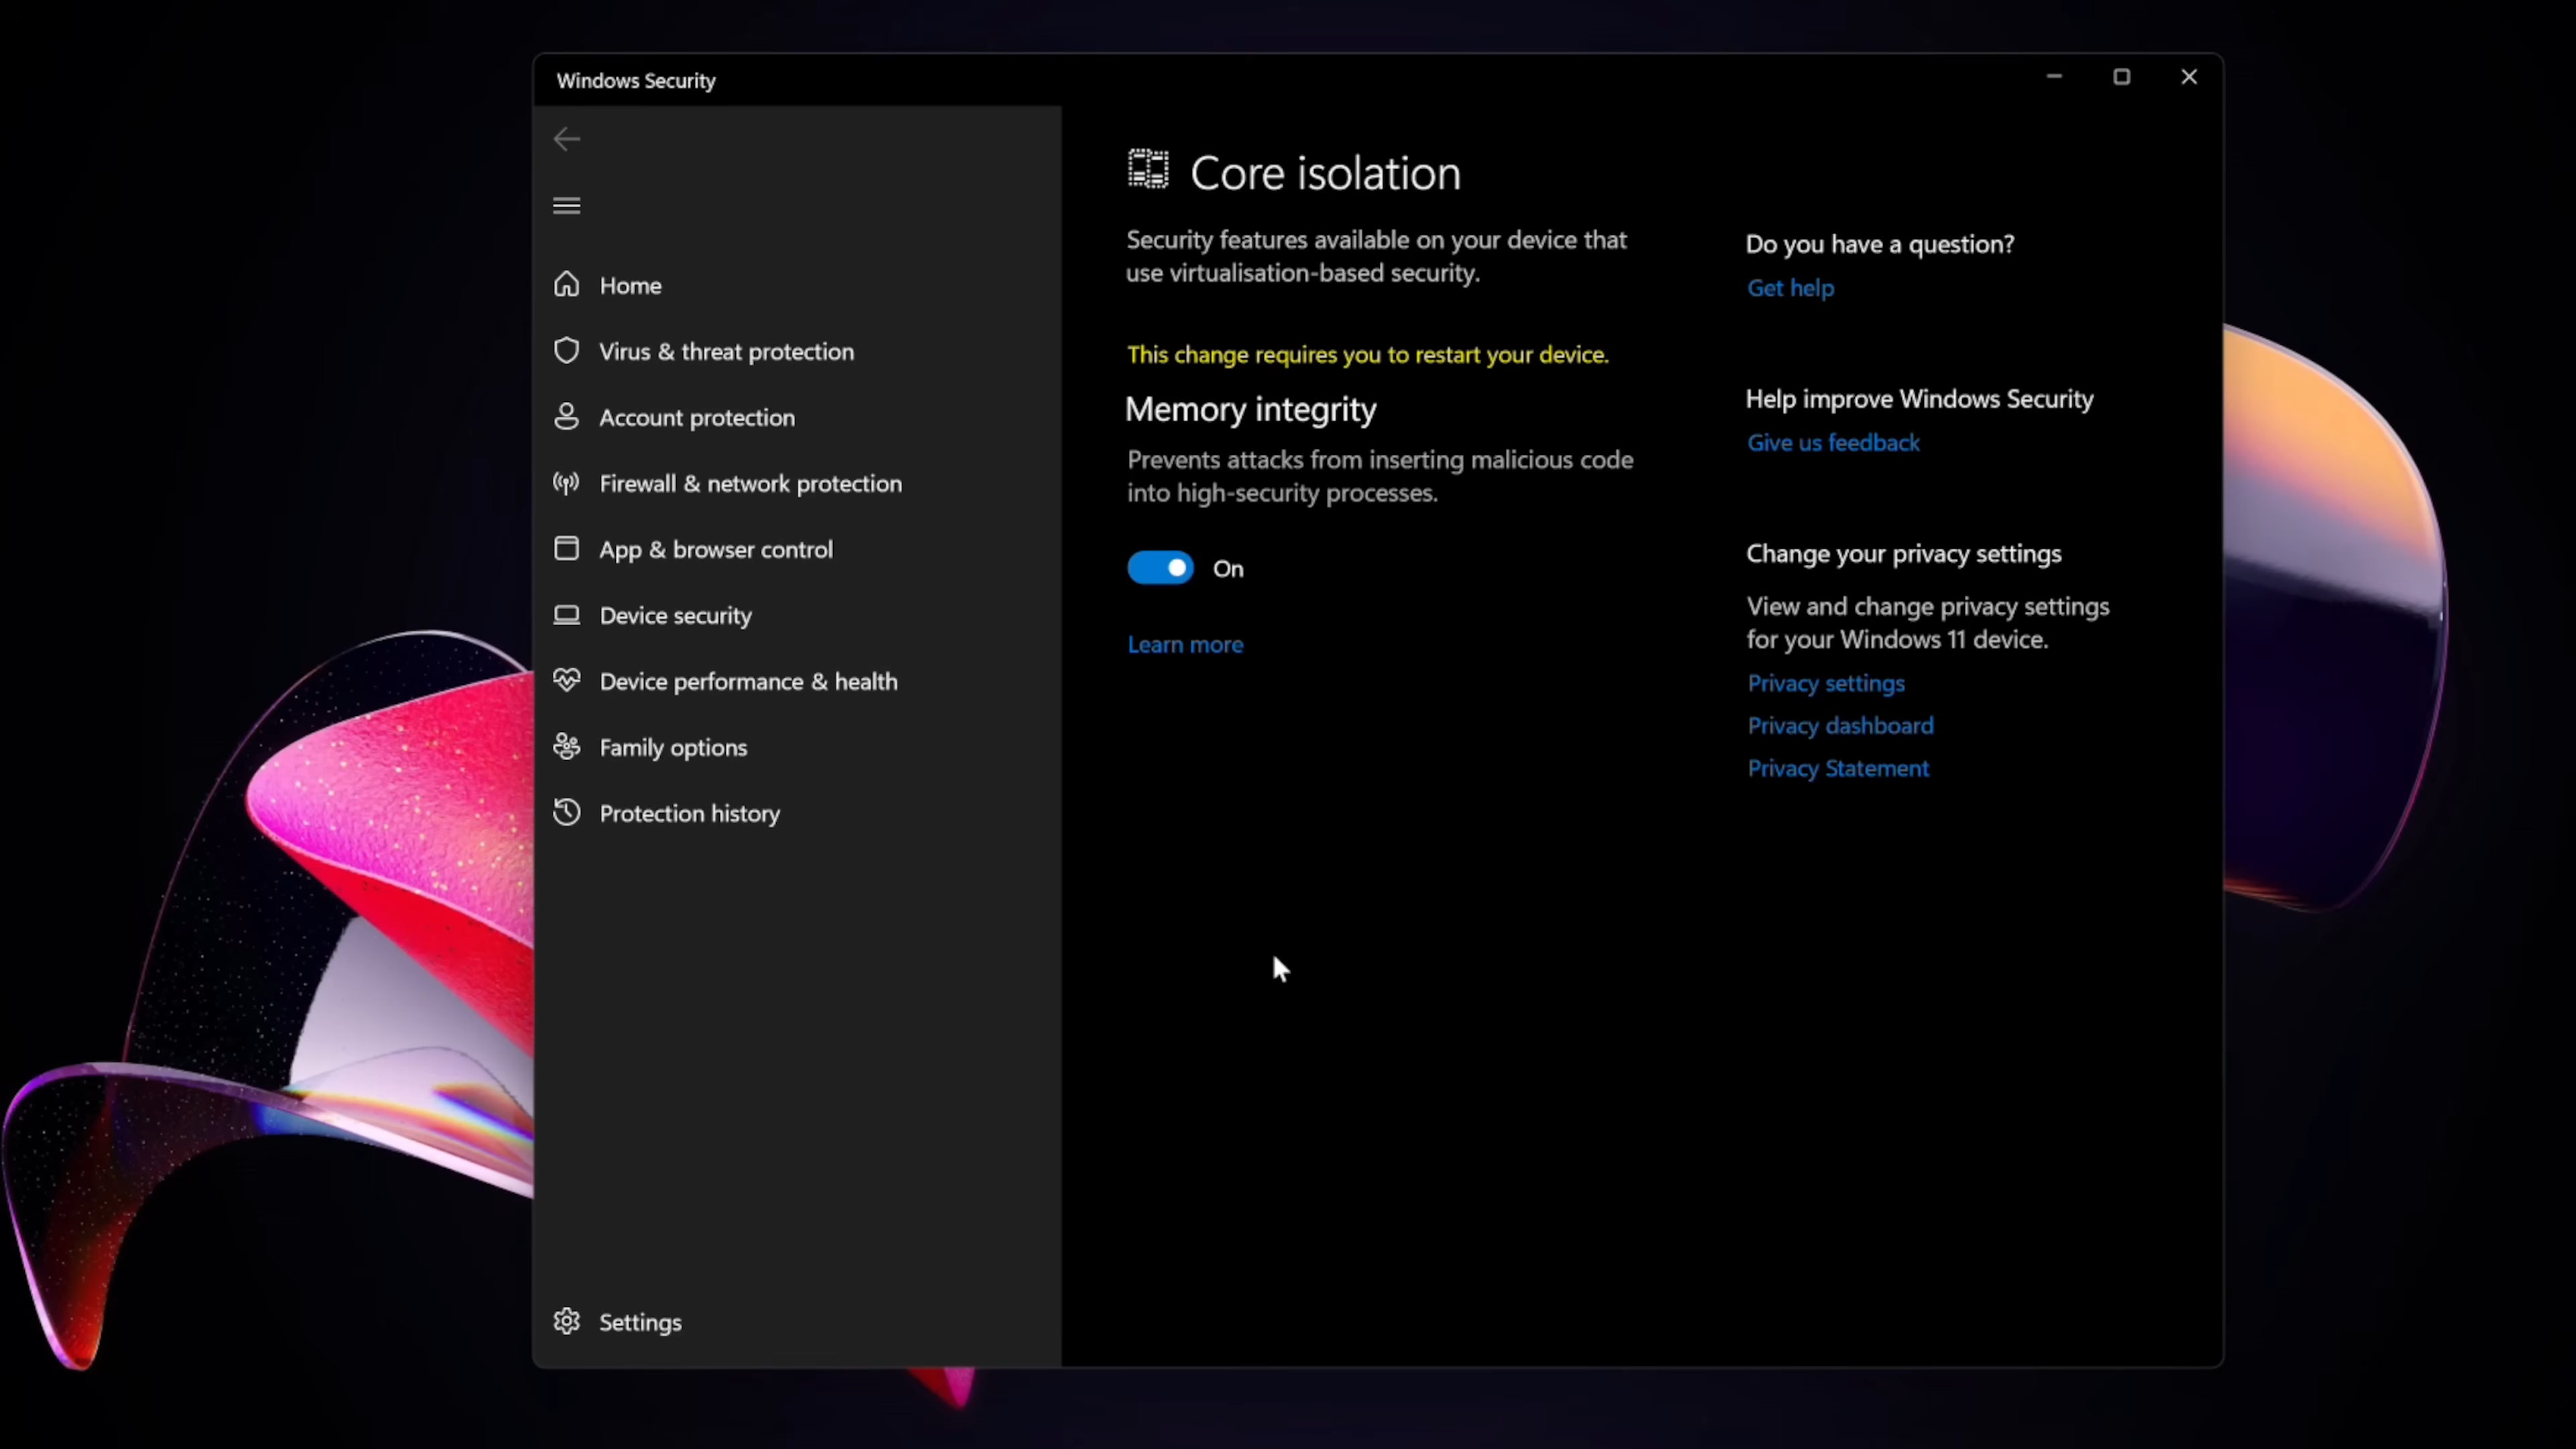 Windows Security
Home
Virus & threat protection
Account protection
Firewall & network protection
App & browser control
Device security
Device performance & health
Family options
Protection history
Settings
Core isolation
Security features available on your device that
use virtualisation-based security.
This change requires you to restart your device.
Memory integrity
Prevents attacks from inserting malicious code
into high-security processes.
On
Learn more
Do you have a question?
Get help
Help improve Windows Security
Give us feedback
Change your privacy settings
View and change privacy settings
for your Windows 11 device.
Privacy settings
Privacy dashboard
Privacy Statement